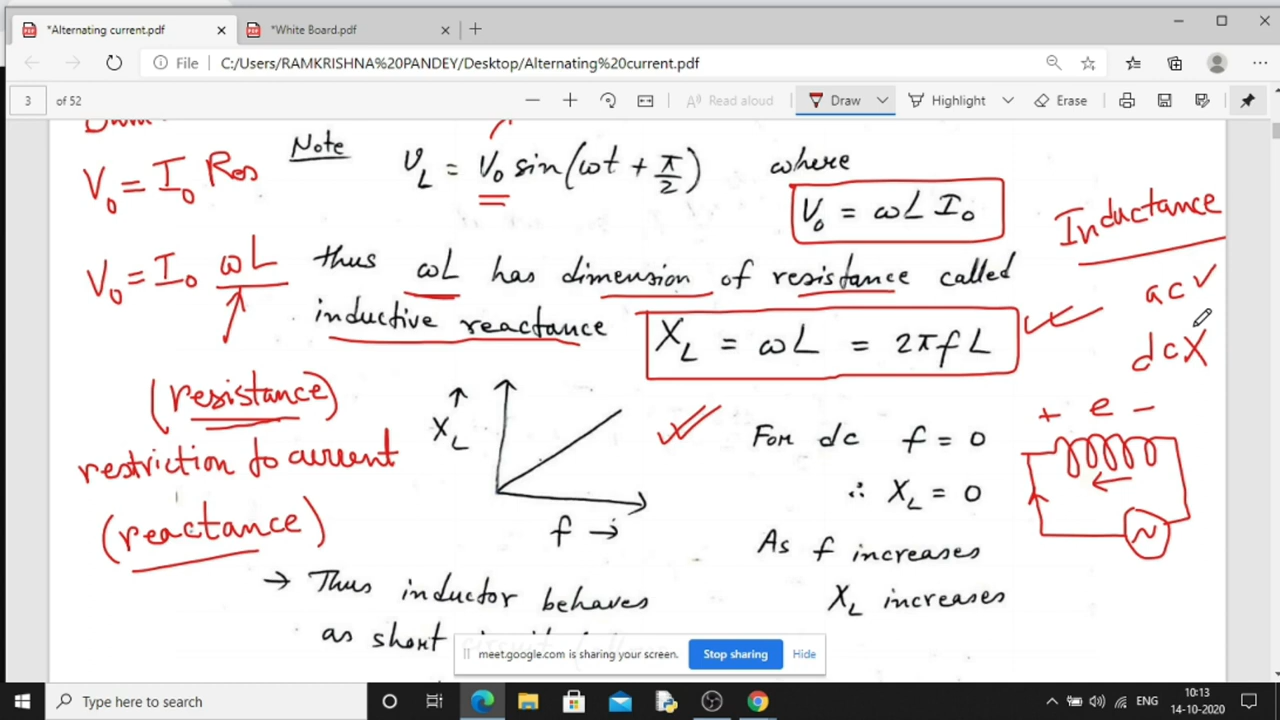 *Alternating current.pdf
*White Board.pdf
File
C:/Users/RAMKRISHNA%20PANDEY/Desktop/Alternating%20current.pdf
3 of 52
Read aloud
Draw
Highlight
Erase
V₀ = I₀ Res
Note
V_L = V₀ sin(ωt + π/2) where
V₀ = ωL I₀
Inductance
V₀ = I₀ ωL
thus ωL has dimension of resistance called
inductive reactance X_L = ωL = 2πfL
ac ✓
dc X
(resistance)
restriction to current
(reactance)
X_L ↑
f →
For dc f = 0
∴ X_L = 0
As f increases
X_L increases
+ e −
→ Thus inductor behaves
as short
meet.google.com is sharing your screen.
Stop sharing
Hide
Type here to search
ENG
10:13
14-10-2020